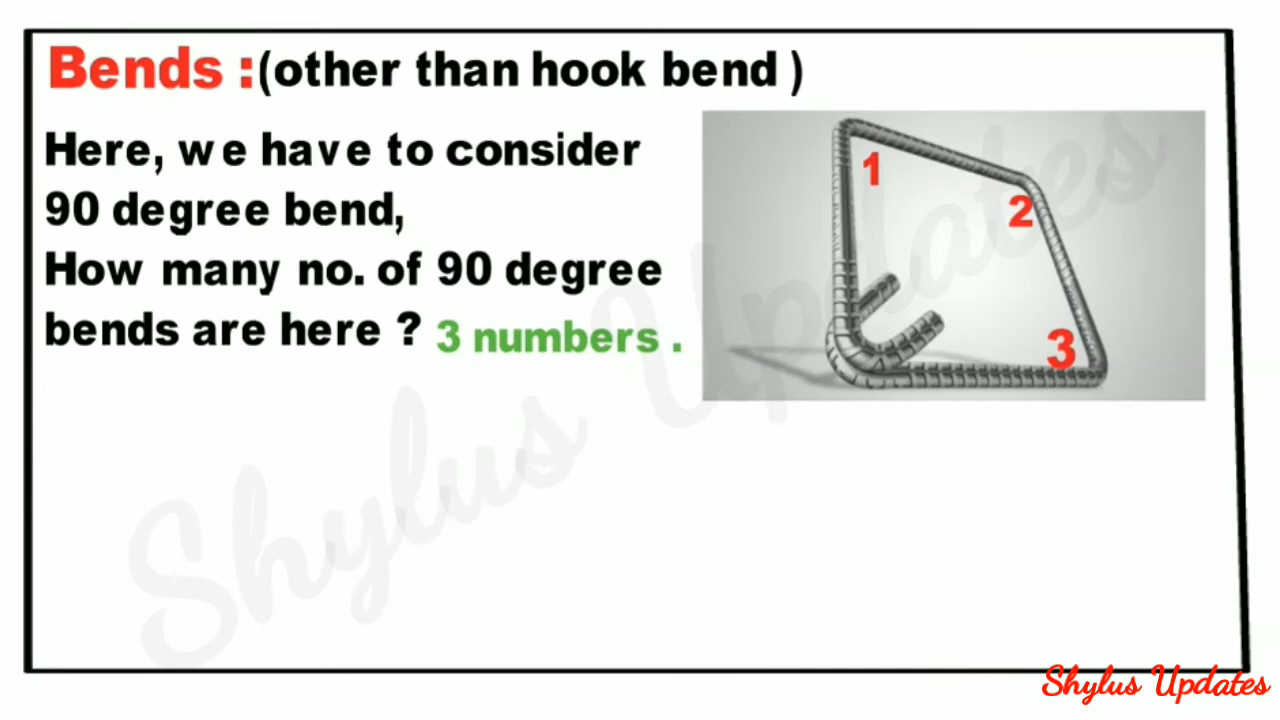 Bends :(other than hook bend )
Here, we have to consider
90 degree bend,
How many no. of 90 degree
bends are here ? 3 numbers .
1
2
3
Shylus Updates
Shylus Updates